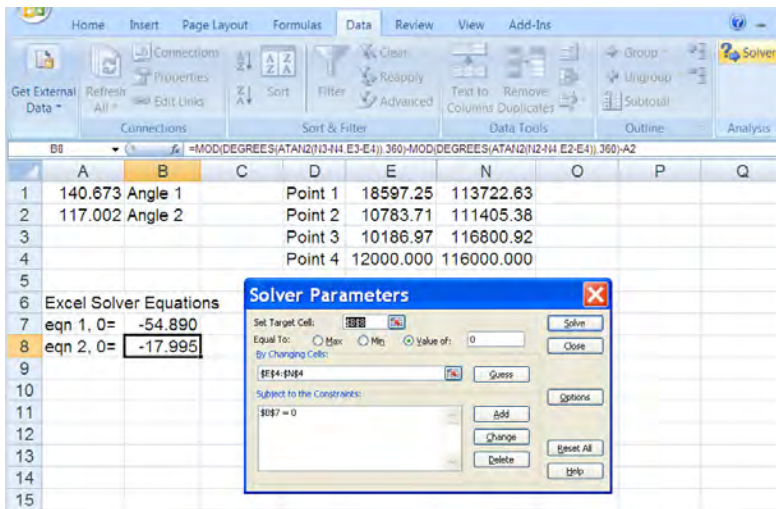 Home Insert Page Layout Formulas Data Review View Add-Ins
Get External Data
Refresh All
Connections
Properties
Edit Links
Sort
Filter
Clear
Reapply
Advanced
Text to Columns
Remove Duplicates
Group
Ungroup
Subtotal
Solver
Connections Sort & Filter Data Tools Outline Analysis
B8 fx =MOD(DEGREES(ATAN2(N3-N4,E3-E4)),360)-MOD(DEGREES(ATAN2(N2-N4,E2-E4)),360)-A2
A B C D E N O P Q
1 140.673 Angle 1 Point 1 18597.25 113722.63
2 117.002 Angle 2 Point 2 10783.71 111405.38
3 Point 3 10186.97 116800.92
4 Point 4 12000.000 116000.000
5
6 Excel Solver Equations
7 eqn 1, 0= -54.890
8 eqn 2, 0= -17.995
9
10
11
12
13
14
15
Solver Parameters
Set Target Cell:
Equal To: Max Min Value of: 0
By Changing Cells:
$E$4:$N$4
Guess
Subject to the Constraints:
$B$7 = 0
Add
Change
Delete
Solve
Close
Options
Reset All
Help